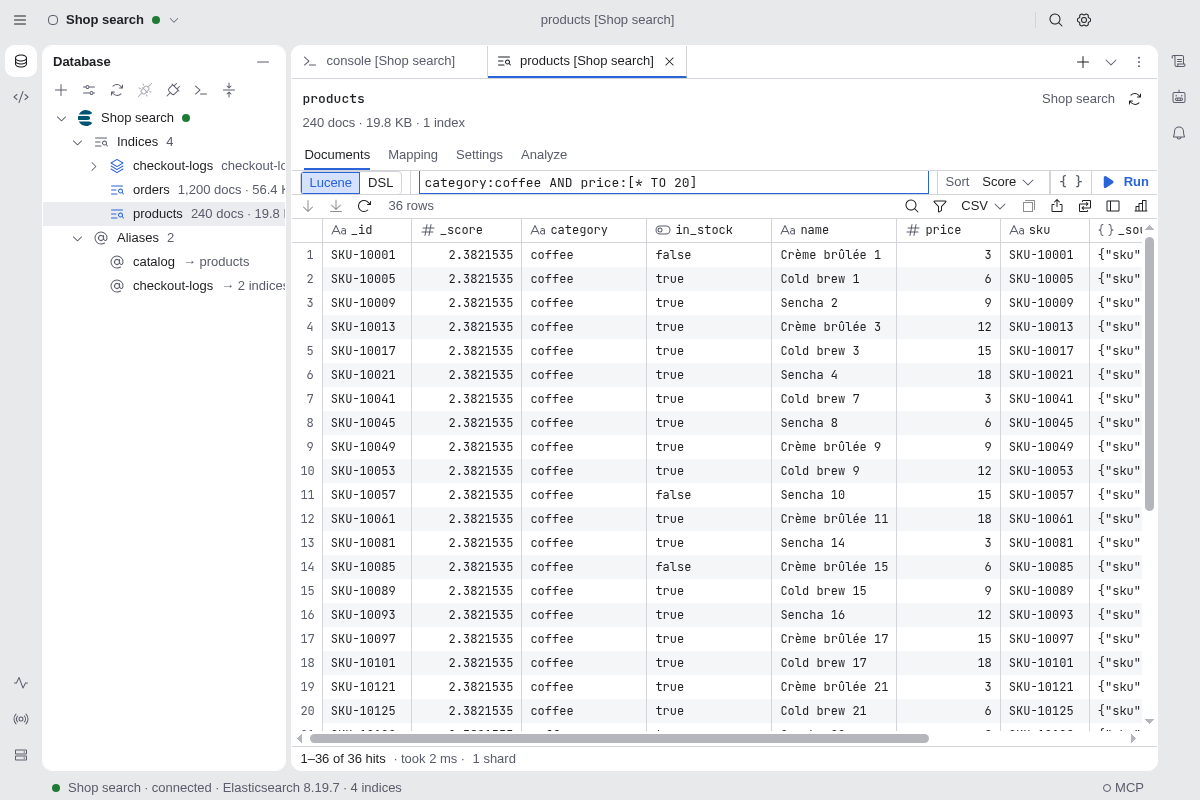 Shop search
products [Shop search]
Database
Shop search
Indices 4
checkout-logs checkout-lo
orders 1,200 docs · 56.4 K
products 240 docs · 19.8
Aliases 2
catalog → products
checkout-logs → 2 indices
console [Shop search]
products [Shop search]
products
Shop search
240 docs · 19.8 KB · 1 index
Documents Mapping Settings Analyze
Lucene DSL category:coffee AND price:[* TO 20] Sort Score { } Run
36 rows CSV
Aa _id # _score Aa category in_stock Aa name # price Aa sku { } _sou
1 SKU-10001 2.3821535 coffee false Crème brûlée 1 3 SKU-10001 {"sku"
2 SKU-10005 2.3821535 coffee true Cold brew 1 6 SKU-10005 {"sku"
3 SKU-10009 2.3821535 coffee true Sencha 2 9 SKU-10009 {"sku"
4 SKU-10013 2.3821535 coffee true Crème brûlée 3 12 SKU-10013 {"sku"
5 SKU-10017 2.3821535 coffee true Cold brew 3 15 SKU-10017 {"sku"
6 SKU-10021 2.3821535 coffee true Sencha 4 18 SKU-10021 {"sku"
7 SKU-10041 2.3821535 coffee true Cold brew 7 3 SKU-10041 {"sku"
8 SKU-10045 2.3821535 coffee true Sencha 8 6 SKU-10045 {"sku"
9 SKU-10049 2.3821535 coffee true Crème brûlée 9 9 SKU-10049 {"sku"
10 SKU-10053 2.3821535 coffee true Cold brew 9 12 SKU-10053 {"sku"
11 SKU-10057 2.3821535 coffee false Sencha 10 15 SKU-10057 {"sku"
12 SKU-10061 2.3821535 coffee true Crème brûlée 11 18 SKU-10061 {"sku"
13 SKU-10081 2.3821535 coffee true Sencha 14 3 SKU-10081 {"sku"
14 SKU-10085 2.3821535 coffee false Crème brûlée 15 6 SKU-10085 {"sku"
15 SKU-10089 2.3821535 coffee true Cold brew 15 9 SKU-10089 {"sku"
16 SKU-10093 2.3821535 coffee true Sencha 16 12 SKU-10093 {"sku"
17 SKU-10097 2.3821535 coffee true Crème brûlée 17 15 SKU-10097 {"sku"
18 SKU-10101 2.3821535 coffee true Cold brew 17 18 SKU-10101 {"sku"
19 SKU-10121 2.3821535 coffee true Crème brûlée 21 3 SKU-10121 {"sku"
20 SKU-10125 2.3821535 coffee true Cold brew 21 6 SKU-10125 {"sku"
1–36 of 36 hits · took 2 ms · 1 shard
Shop search · connected · Elasticsearch 8.19.7 · 4 indices
MCP